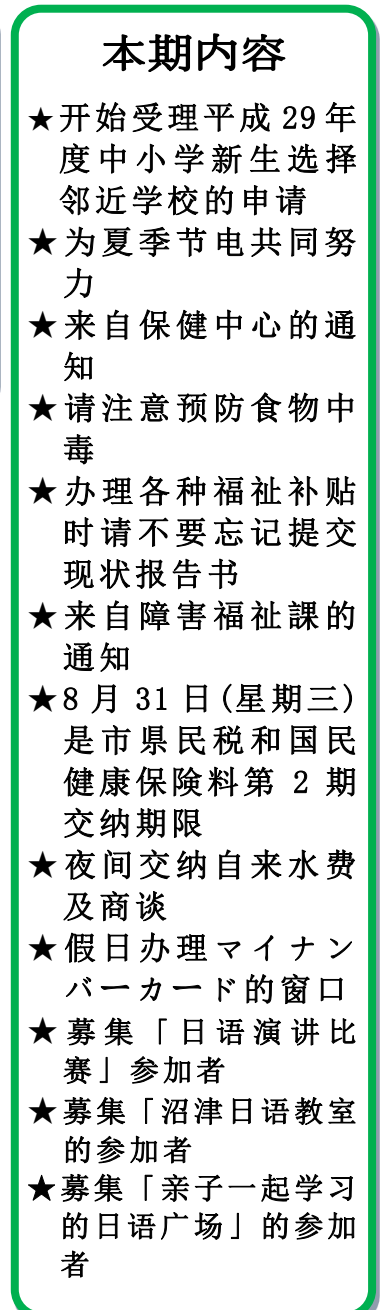 本期内容
★开始受理平成29年
度中小学新生选择
邻近学校的申请
★为夏季节电共同努
力
★来自保健中心的通
知
★请注意预防食物中
毒
★办理各种福祉补贴
时请不要忘记提交
现状报告书
★来自障害福祉課的
通知
★8月31日(星期三)
是市県民税和国民
健康保険料第2期
交纳期限
★夜间交纳自来水费
及商谈
★假日办理マイナン
バーカード的窗口
★募集「日语演讲比
赛」参加者
★募集「沼津日语教室
的参加者
★募集「亲子一起学习
的日语广场」的参加
者